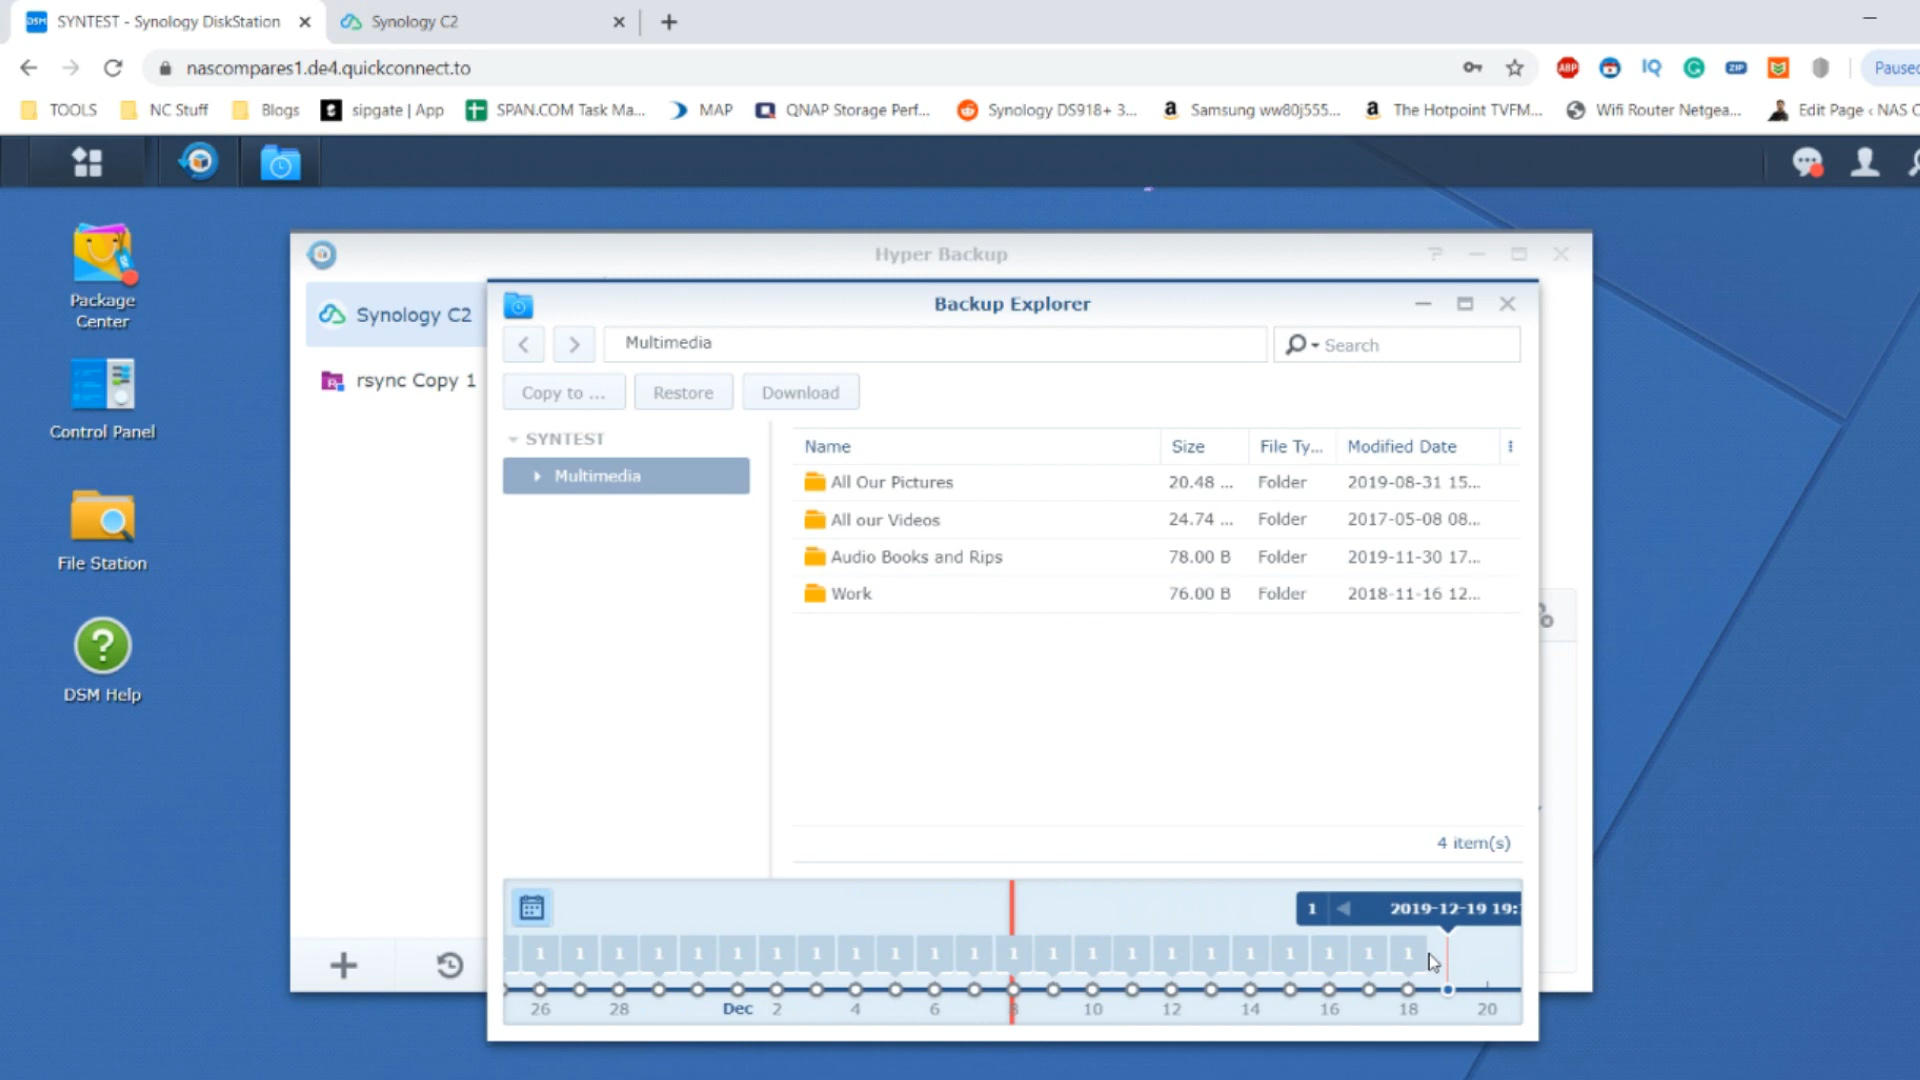 DSM SYNTEST - Synology DiskStation
Synology C2
nascompares1.de4.quickconnect.to
ABP
IQ
ZIP
Paused
TOOLS
NC Stuff
Blogs
sipgate | App
SPAN.COM Task Ma...
MAP
QNAP Storage Perf...
Synology DS918+ 3...
Samsung ww80j555...
The Hotpoint TVFM...
Wifi Router Netgea...
Edit Page ‹ NAS C
Package
Center
Control Panel
File Station
DSM Help
Hyper Backup
Synology C2
rsync Copy 1
Backup Explorer
Multimedia
Search
Copy to ...
Restore
Download
SYNTEST
Multimedia
Name Size File Ty... Modified Date
All Our Pictures 20.48 ... Folder 2019-08-31 15...
All our Videos 24.74 ... Folder 2017-05-08 08...
Audio Books and Rips 78.00 B Folder 2019-11-30 17...
Work 76.00 B Folder 2018-11-16 12...
4 item(s)
1 2019-12-19 19:
1 1 1 1 1 1 1 1 1 1 1 1 1 1 1 1 1 1 1 1 1 1 1
26 28 Dec 2 4 6 8 10 12 14 16 18 20